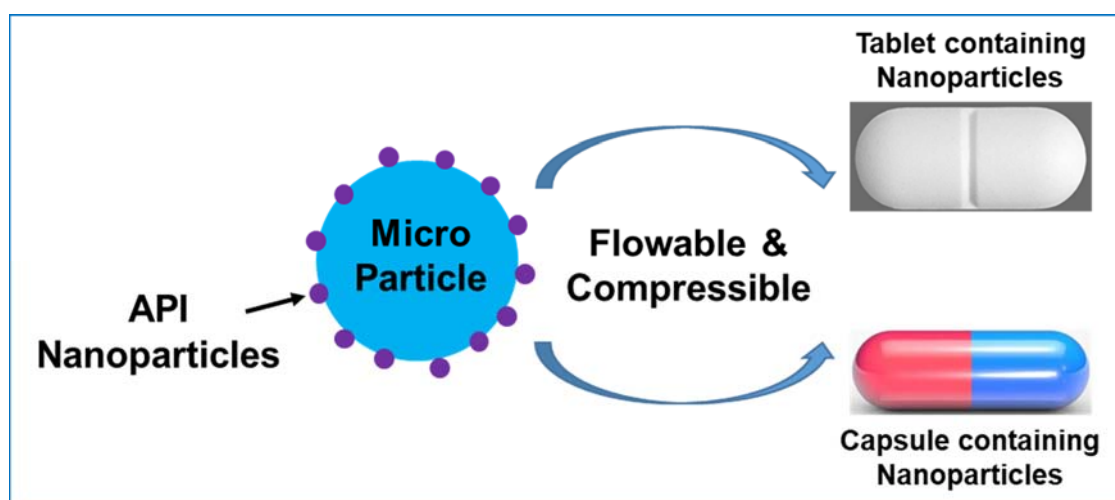 Tablet containing
Nanoparticles
Micro
Particle
Flowable &
Compressible
API
Nanoparticles
Capsule containing
Nanoparticles